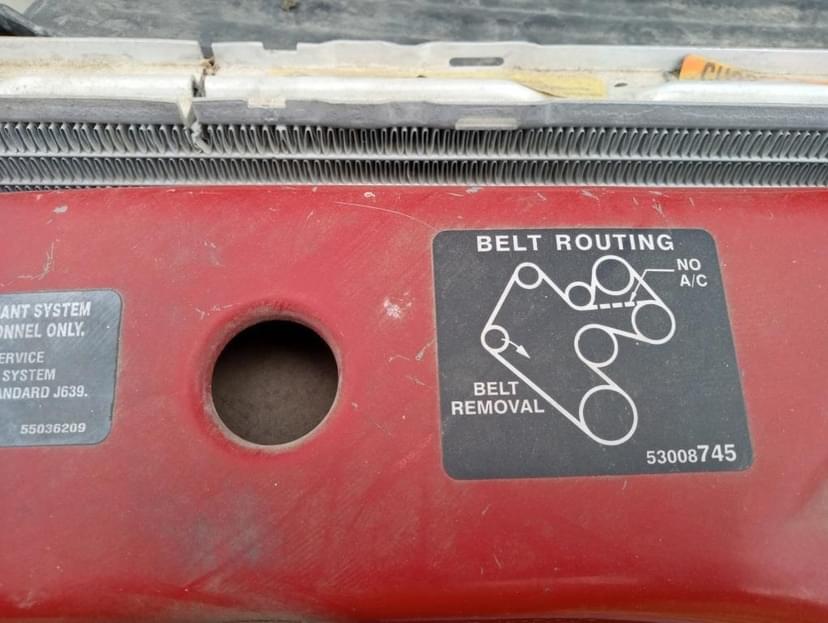 ANT SYSTEM
ONNEL ONLY.
ERVICE
SYSTEM
ANDARD J639.
55036209
BELT ROUTING
NO
A/C
BELT
REMOVAL
53008745